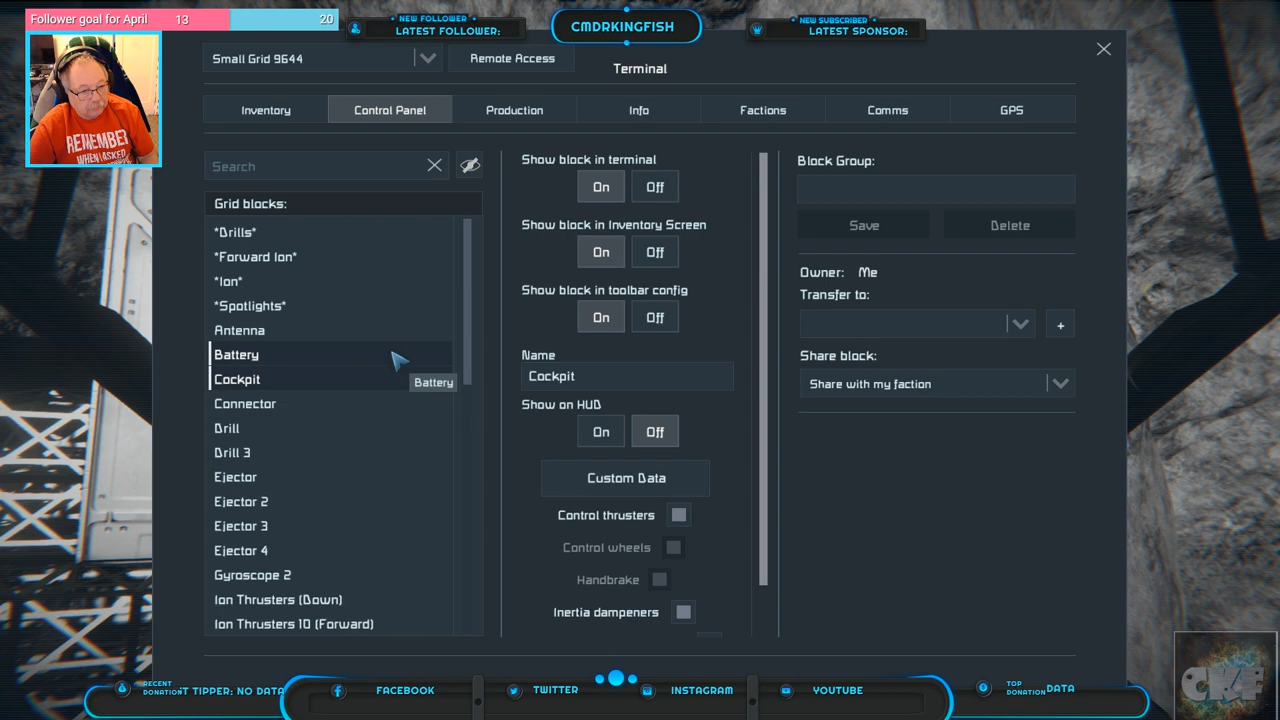 Follower goal for April 13 20
NEW FOLLOWER
LATEST FOLLOWER:
CMDRKINGFISH
NEW SUBSCRIBER
LATEST SPONSOR:
REMEMBER
WHEN I ASKED
Small Grid 9644
Remote Access
Terminal
Inventory
Control Panel
Production
Info
Factions
Comms
GPS
Search
Grid blocks:
*Drills*
*Forward Ion*
*Ion*
*Spotlights*
Antenna
Battery
Cockpit
Battery
Connector
Drill
Drill 3
Ejector
Ejector 2
Ejector 3
Ejector 4
Gyroscope 2
Ion Thrusters (Down)
Ion Thrusters 10 (Forward)
Show block in terminal
On Off
Show block in Inventory Screen
On Off
Show block in toolbar config
On Off
Name
Cockpit
Show on HUD
On Off
Custom Data
Control thrusters
Control wheels
Handbrake
Inertia dampeners
Block Group:
Save
Delete
Owner: Me
Transfer to:
+
Share block:
Share with my faction
RECENT
DONATION
T TIPPER: NO DATA
FACEBOOK
TWITTER
INSTAGRAM
YOUTUBE
TOP
DONATION
DATA
CKF